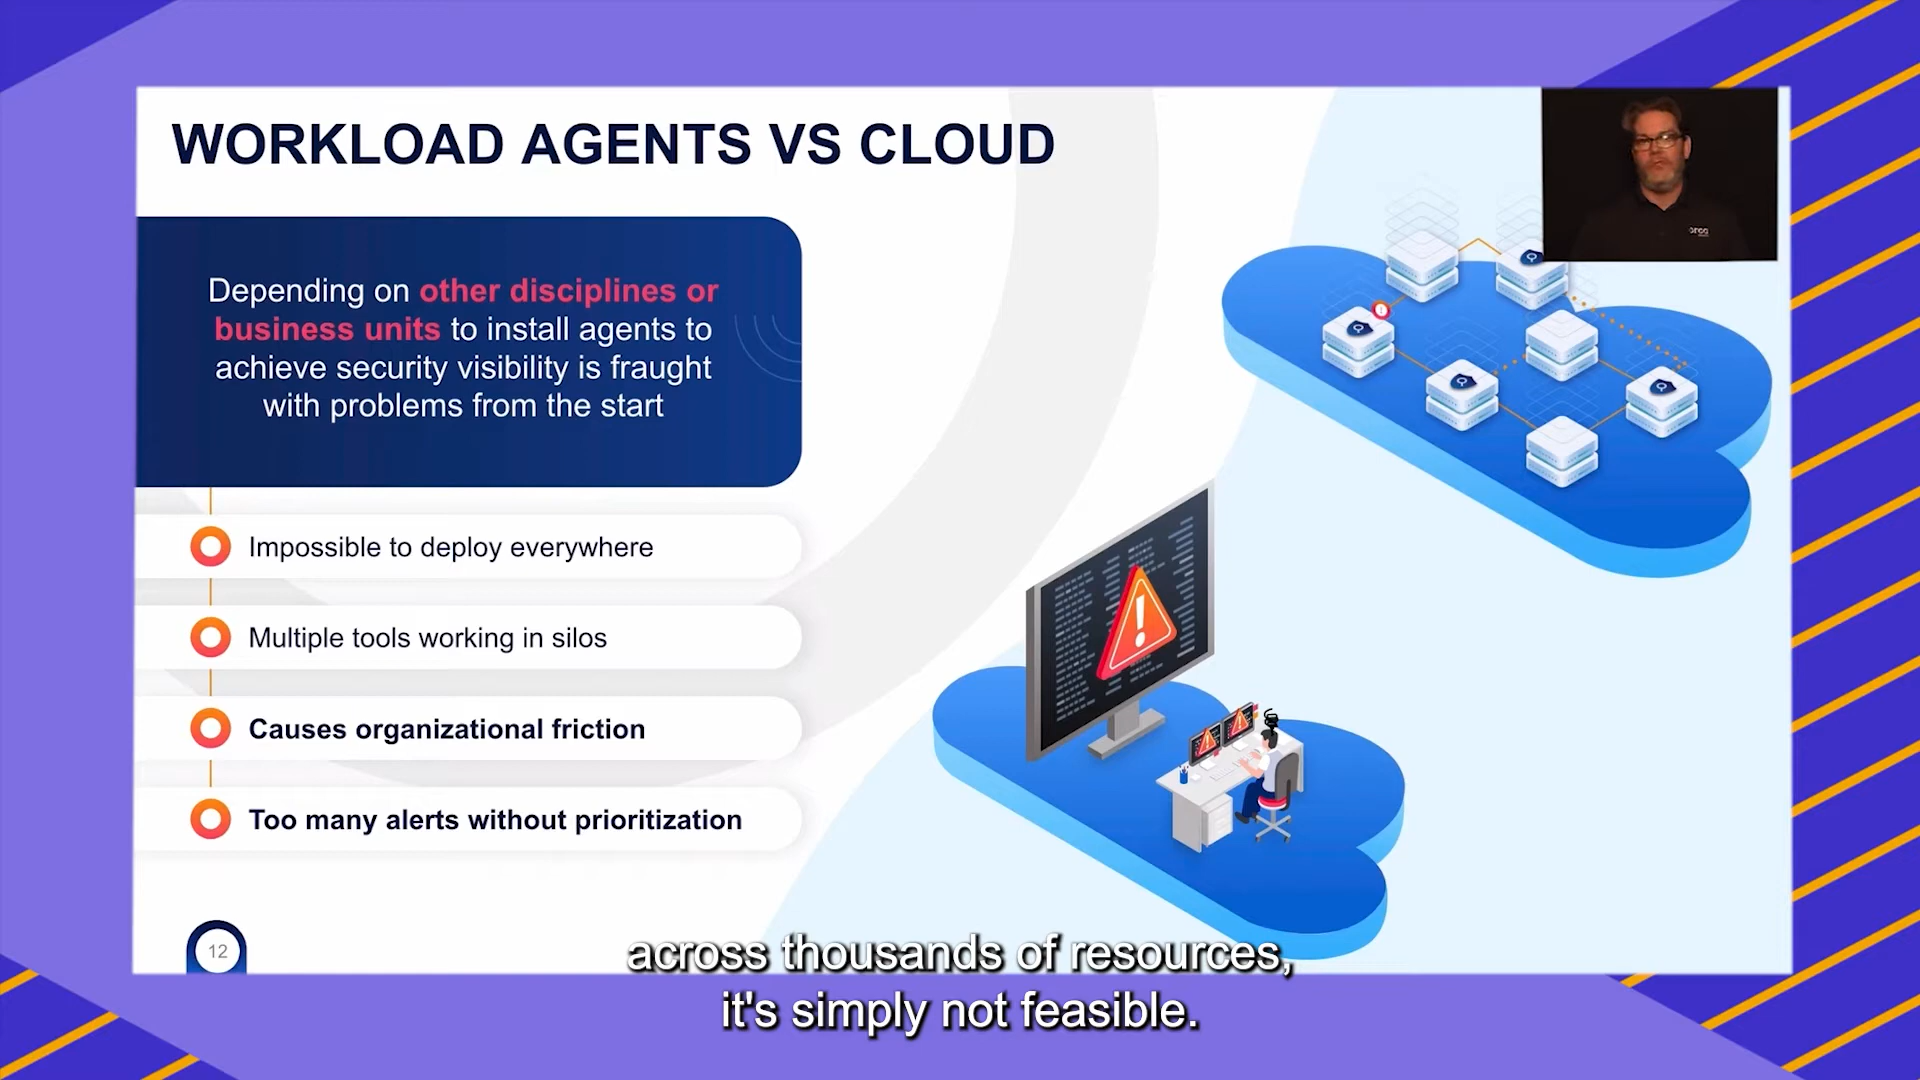 WORKLOAD AGENTS VS CLOUD
Depending on other disciplines or
business units to install agents to
achieve security visibility is fraught
with problems from the start
Impossible to deploy everywhere
Multiple tools working in silos
Causes organizational friction
Too many alerts without prioritization
12
orca
across thousands of resources,
it's simply not feasible.